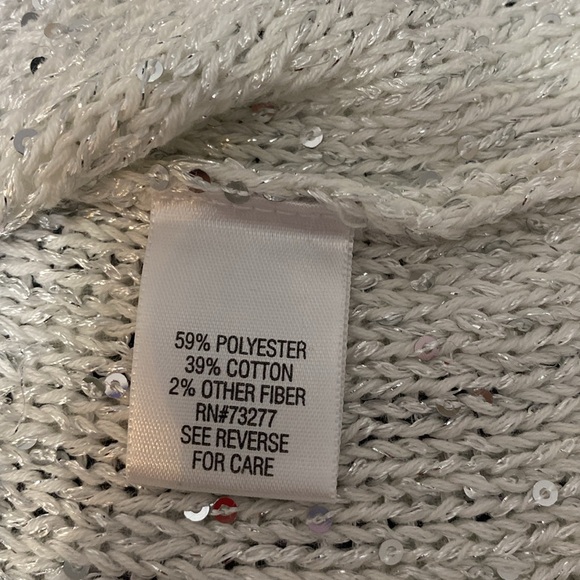 59% POLYESTER
39% COTTON
2% OTHER FIBER
RN#73277
SEE REVERSE
FOR CARE